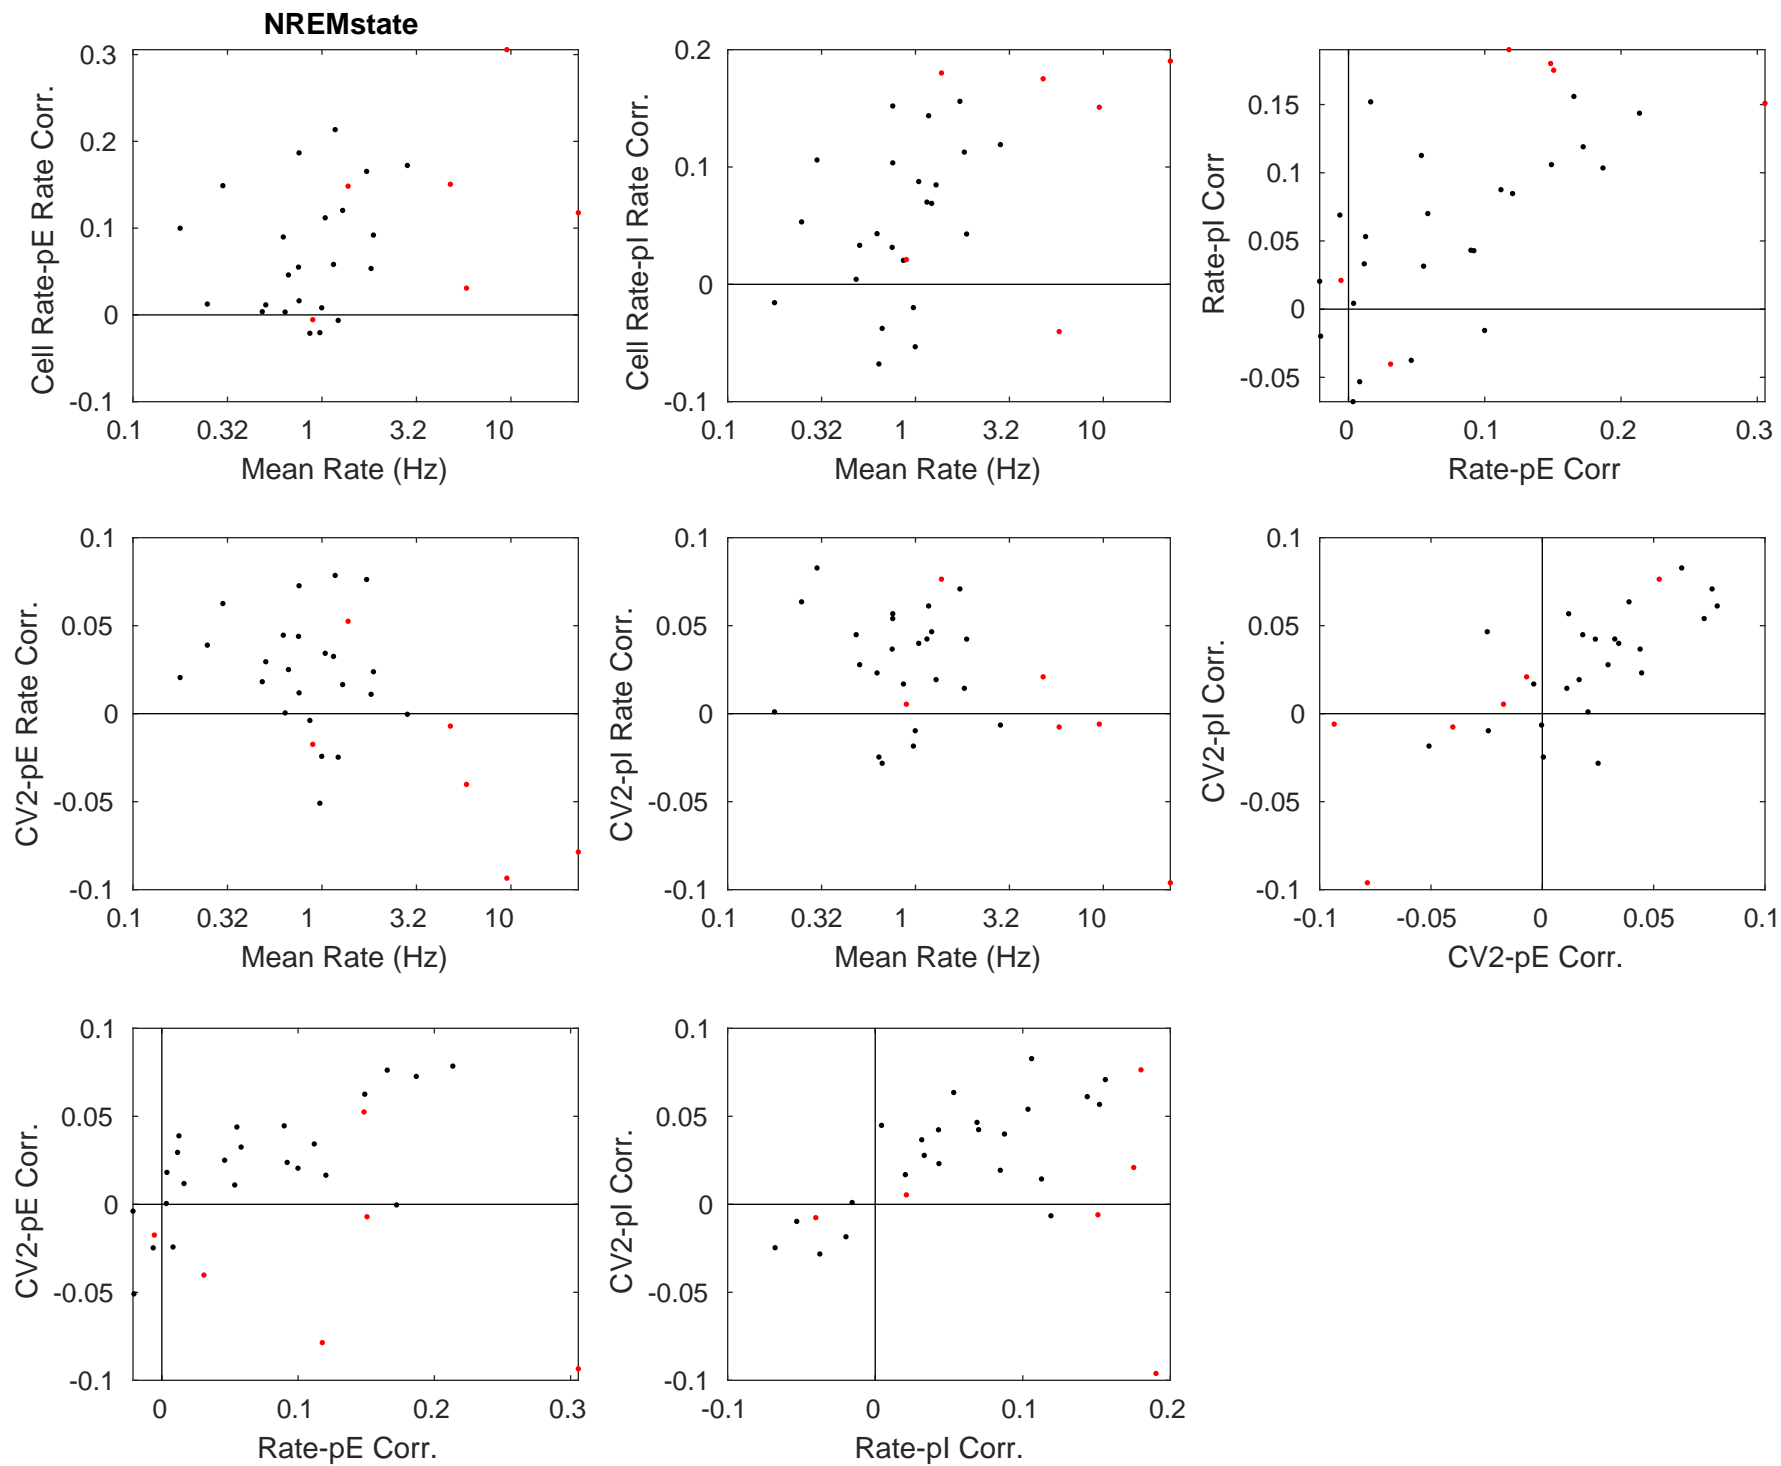 NREMstate
0.3
0.2
0.1
0
-0.1
Cell Rate-pE Rate Corr.
0.1 0.32 1 3.2 10
Mean Rate (Hz)
0.2
0.1
0
-0.1
Cell Rate-pI Rate Corr.
0.1 0.32 1 3.2 10
Mean Rate (Hz)
0.15
0.1
0.05
0
-0.05
Rate-pI Corr
0 0.1 0.2 0.3
Rate-pE Corr
0.1
0.05
0
-0.05
-0.1
CV2-pE Rate Corr.
0.1 0.32 1 3.2 10
Mean Rate (Hz)
0.1
0.05
0
-0.05
-0.1
CV2-pI Rate Corr.
0.1 0.32 1 3.2 10
Mean Rate (Hz)
0.1
0.05
0
-0.05
-0.1
CV2-pI Corr.
-0.1 -0.05 0 0.05 0.1
CV2-pE Corr.
0.1
0.05
0
-0.05
-0.1
CV2-pE Corr.
0 0.1 0.2 0.3
Rate-pE Corr.
0.1
0.05
0
-0.05
-0.1
CV2-pI Corr.
-0.1 0 0.1 0.2
Rate-pI Corr.